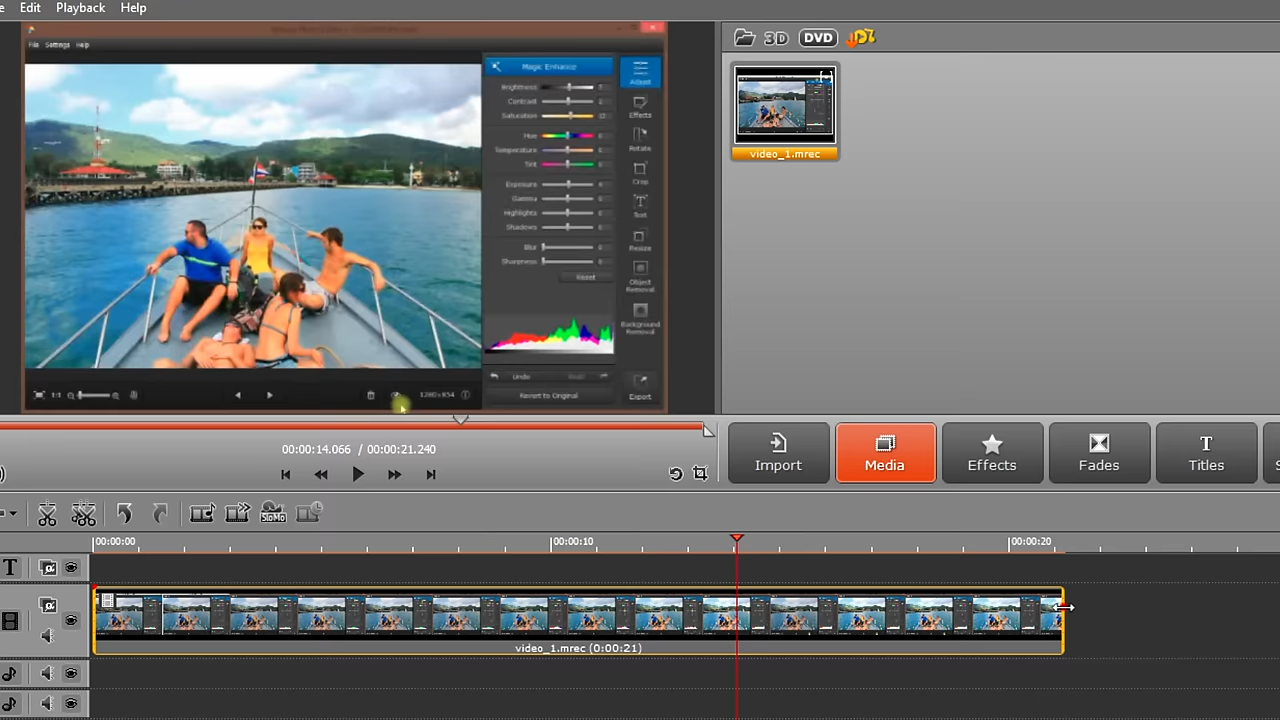 Edit Playback Help
File Settings Help
Magic Enhance
Adjust
Brightness
Contrast
Saturation
Effects
Hue
Temperature
Tint
Rotate
Crop
Exposure
Gamma
Highlights
Shadows
Text
Resize
Blur
Sharpness
Reset
Object
Removal
Background
Removal
Undo
Revert to Original
Export
1:1
3D DVD
video_1.mrec
00:00:14.066 / 00:00:21.240
Import
Media
Effects
Fades
Titles
SloMo
00:00:00
00:00:10
00:00:20
T
video_1.mrec (0:00:21)